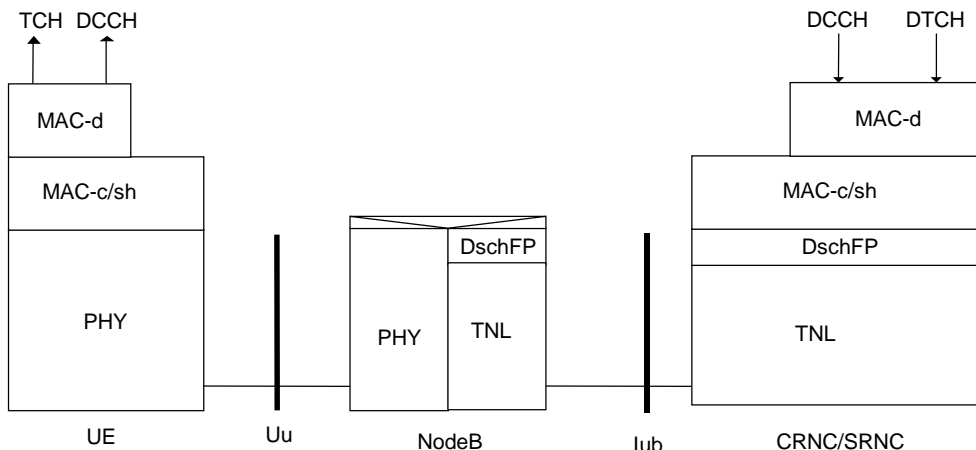 TCH DCCH
DCCH DTCH
MAC-d
MAC-d
MAC-c/sh
MAC-c/sh
DschFP
DschFP
PHY
PHY
TNL
TNL
UE
Uu
NodeB
Iub
CRNC/SRNC